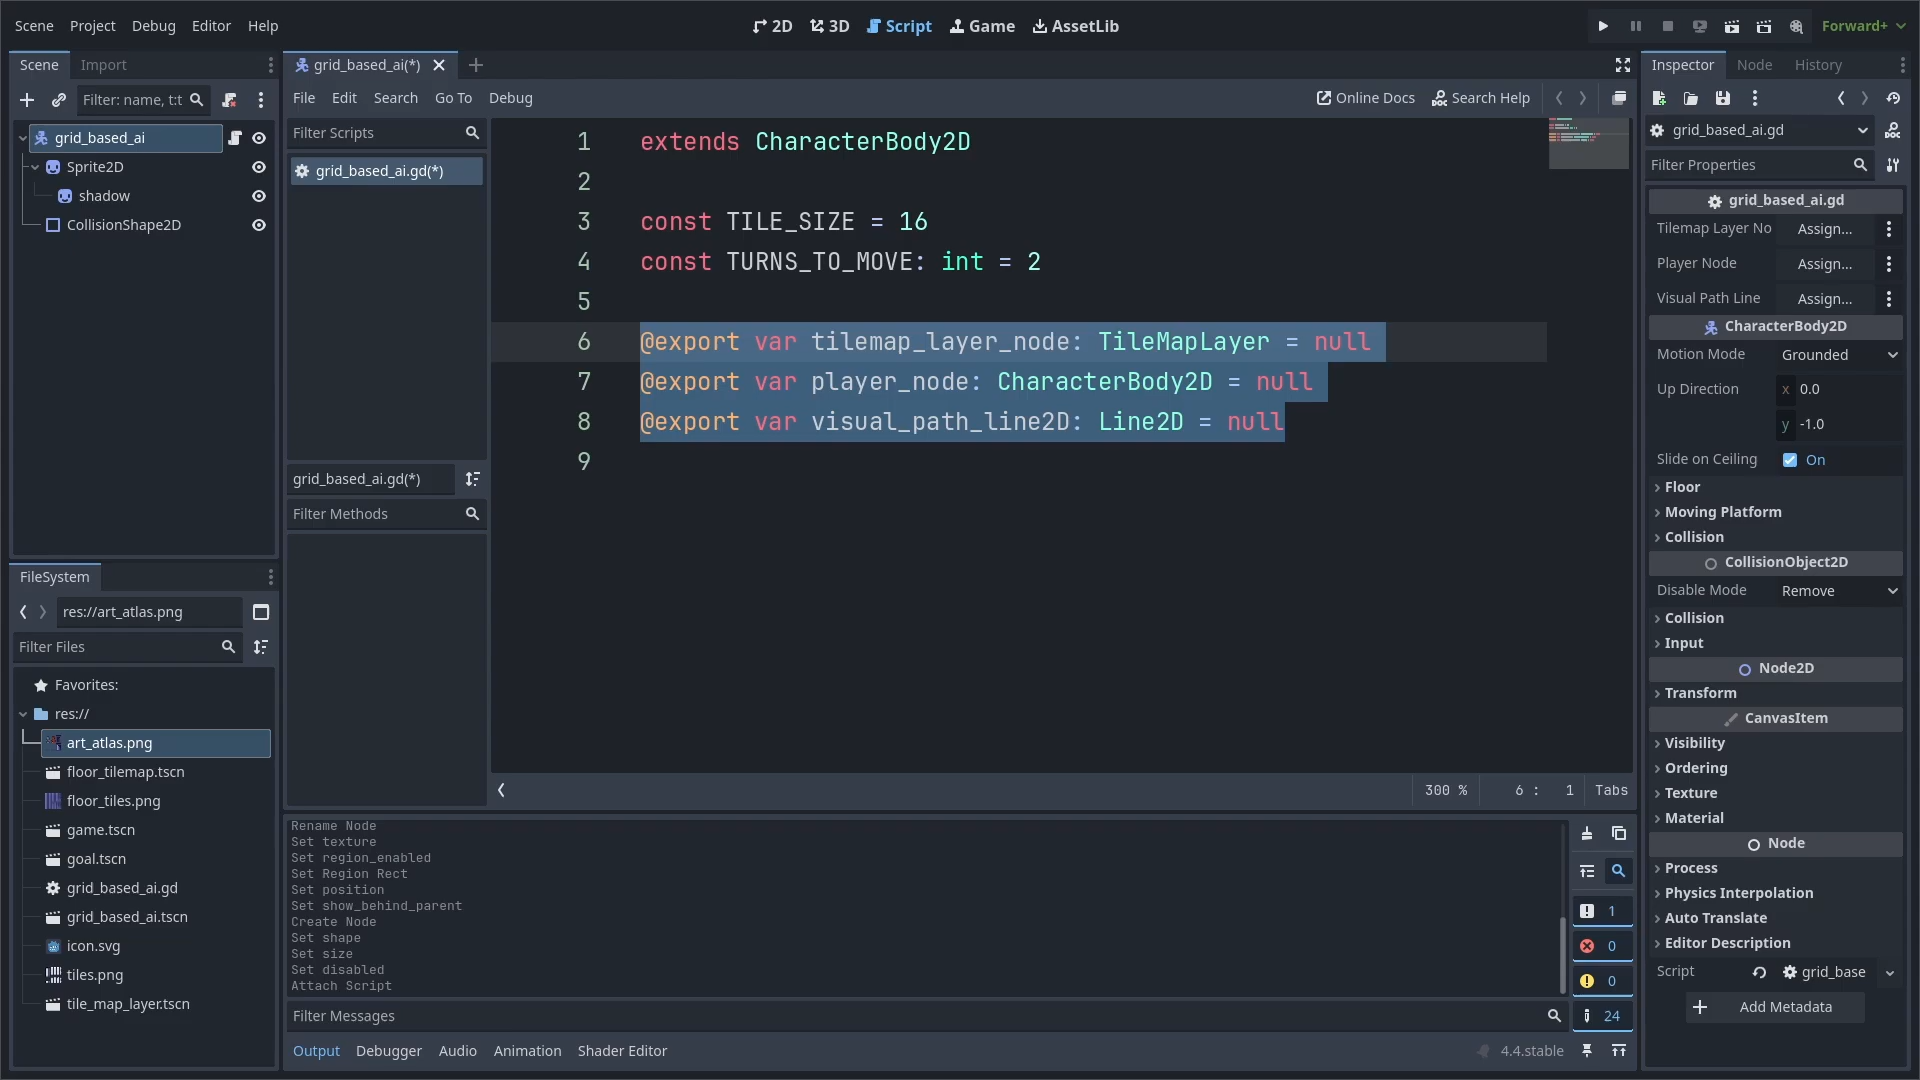 Scene Project Debug Editor Help
2D 3D Script Game AssetLib
Forward+
Scene Import
Filter: name, t:t
grid_based_ai
Sprite2D
shadow
CollisionShape2D
FileSystem
res://art_atlas.png
Filter Files
Favorites:
res://
art_atlas.png
floor_tilemap.tscn
floor_tiles.png
game.tscn
goal.tscn
grid_based_ai.gd
grid_based_ai.tscn
icon.svg
tiles.png
tile_map_layer.tscn
grid_based_ai(*)
File Edit Search Go To Debug
Online Docs Search Help
Filter Scripts
grid_based_ai.gd(*)
grid_based_ai.gd(*)
Filter Methods
1 extends CharacterBody2D
2
3 const TILE_SIZE = 16
4 const TURNS_TO_MOVE: int = 2
5
6 @export var tilemap_layer_node: TileMapLayer = null
7 @export var player_node: CharacterBody2D = null
8 @export var visual_path_line2D: Line2D = null
9
300 % 6 : 1 Tabs
Rename Node
Set texture
Set region_enabled
Set Region Rect
Set position
Set show_behind_parent
Create Node
Set shape
Set size
Set disabled
Attach Script
1
0
0
24
Filter Messages
Output Debugger Audio Animation Shader Editor
4.4.stable
Inspector Node History
grid_based_ai.gd
Filter Properties
grid_based_ai.gd
Tilemap Layer No Assign...
Player Node Assign...
Visual Path Line Assign...
CharacterBody2D
Motion Mode Grounded
Up Direction x 0.0
y -1.0
Slide on Ceiling On
Floor
Moving Platform
Collision
CollisionObject2D
Disable Mode Remove
Collision
Input
Node2D
Transform
CanvasItem
Visibility
Ordering
Texture
Material
Node
Process
Physics Interpolation
Auto Translate
Editor Description
Script grid_base
Add Metadata